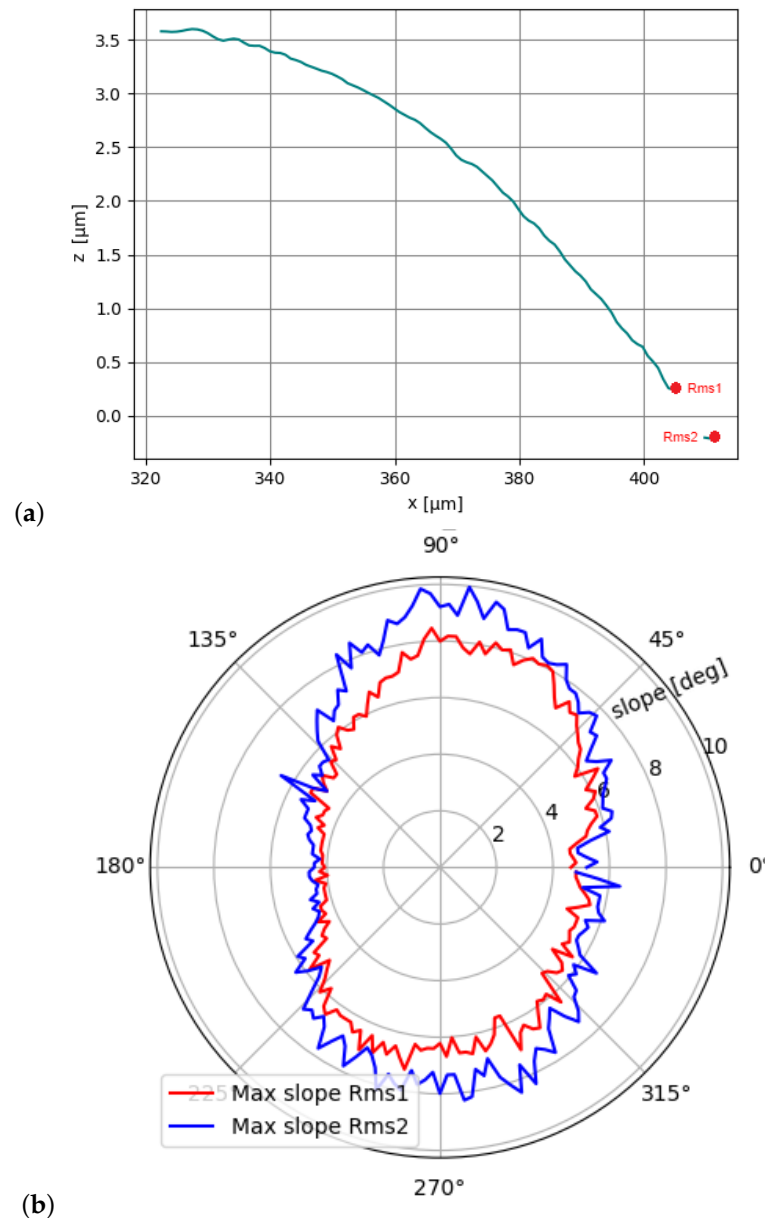 3.5
3.0
2.5
2.0
1.5
1.0
0.5
0.0
z [μm]
Rms1
Rms2
320
340
360
380
400
x [μm]
(a)
90°
135°
45°
slope [deg]
10
8
6
4
2
180°
0°
225°
Max slope Rms1
Max slope Rms2
315°
270°
(b)